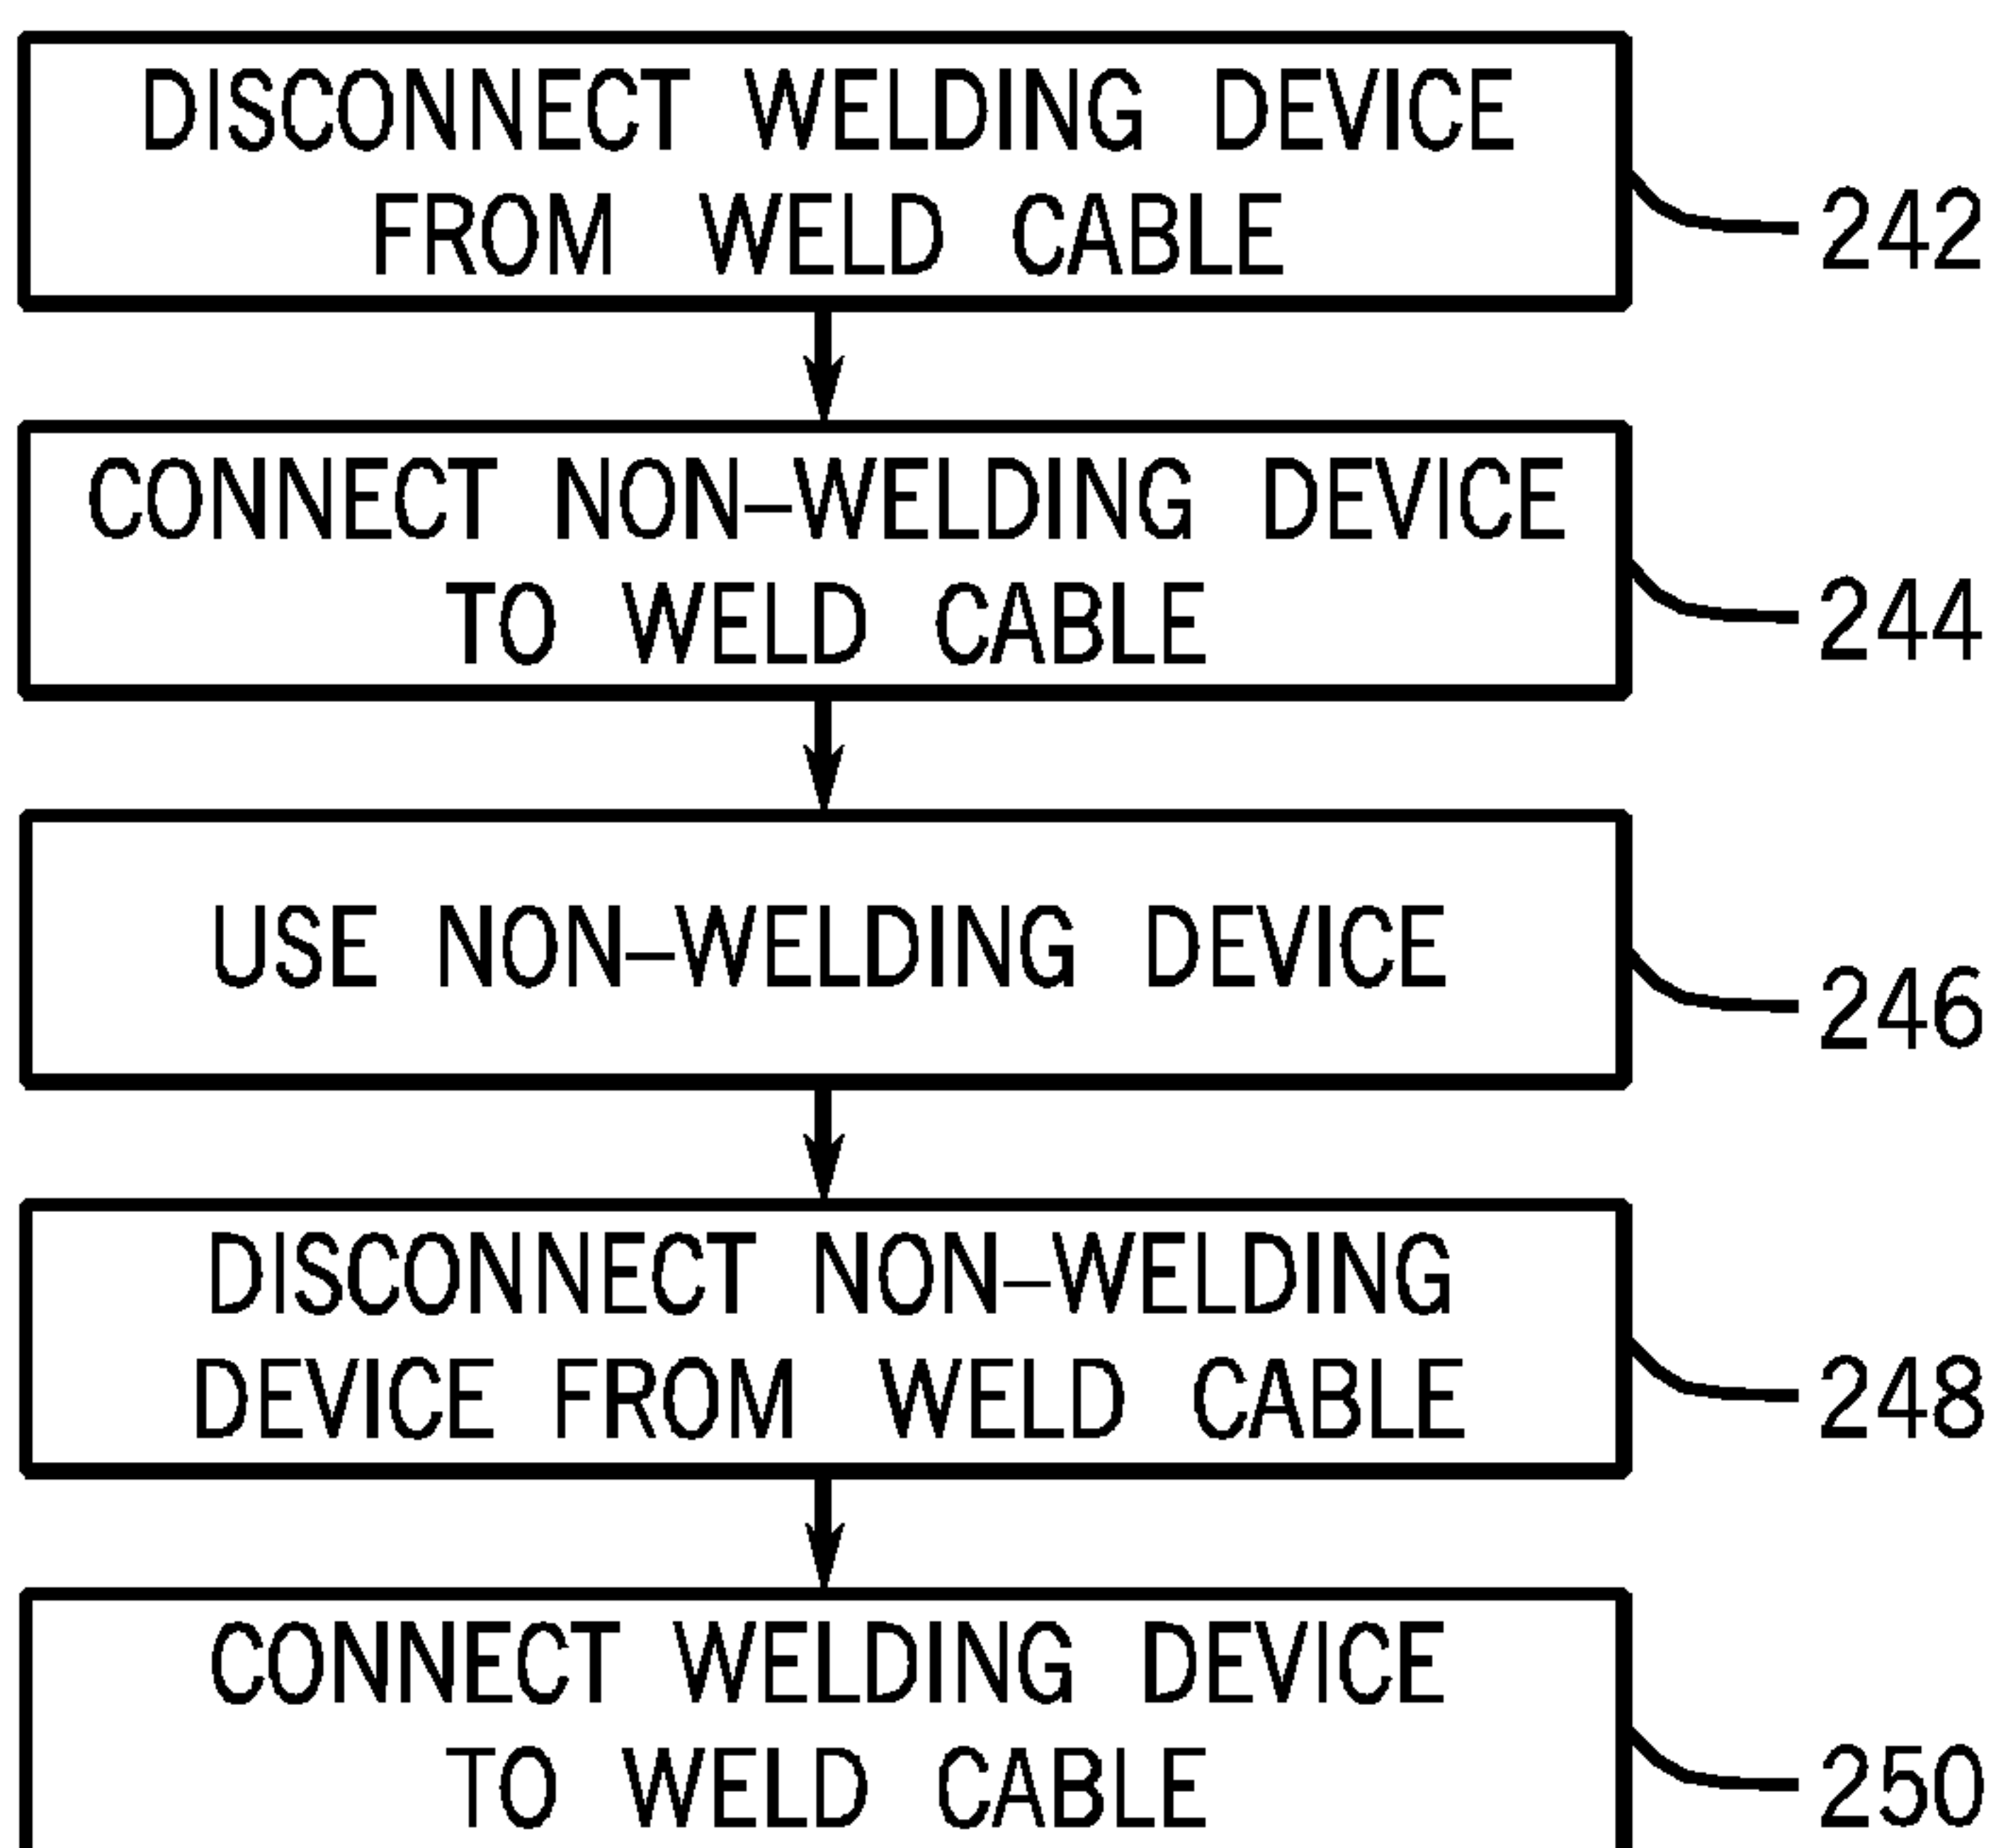 DISCONNECT WELDING DEVICE
FROM WELD CABLE
242
CONNECT NON–WELDING DEVICE
TO WELD CABLE
244
USE NON–WELDING DEVICE
246
DISCONNECT NON–WELDING
DEVICE FROM WELD CABLE
248
CONNECT WELDING DEVICE
TO WELD CABLE
250